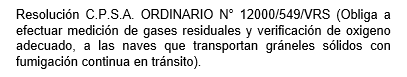 Resolución C.P.S.A. ORDINARIO N° 12000/549/VRS (Obliga a
efectuar medición de gases residuales y verificación de oxigeno
adecuado, a las naves que transportan gráneles sólidos con
fumigación continua en tránsito).